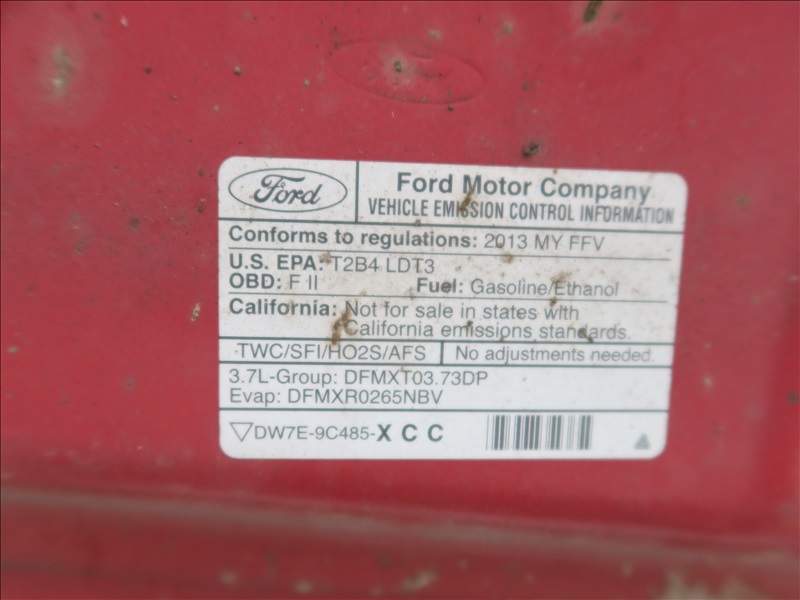 Ford
Ford Motor Company
VEHICLE EMISSION CONTROL INFORMATION
Conforms to regulations: 2013 MY FFV
U.S. EPA: T2B4 LDT3
OBD: F II Fuel: Gasoline/Ethanol
California: Not for sale in states with
California emissions standards.
TWC/SFI/HO2S/AFS No adjustments needed.
3.7L-Group: DFMXT03.73DP
Evap: DFMXR0265NBV
DW7E-9C485-X C C